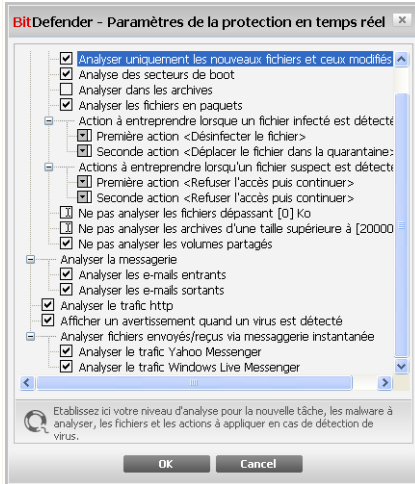 BitDefender - Paramètres de la protection en temps réel
Analyser uniquement les nouveaux fichiers et ceux modifiés
Analyse des secteurs de boot
Analyser dans les archives
Analyser les fichiers en paquets
Action à entreprendre lorsque un fichier infecté est détecté
Première action <Désinfecter le fichier>
Seconde action <Déplacer le fichier dans la quarantaine>
Actions à entreprendre lorsqu'un fichier suspect est détecte
Première action <Refuser l'accès puis continuer>
Seconde action <Refuser l'accès puis continuer>
Ne pas analyser les fichiers dépassant [0] Ko
Ne pas analyser les archives d'une taille supérieure à [20000
Ne pas analyser les volumes partagés
Analyser la messagerie
Analyser les e-mails entrants
Analyser les e-mails sortants
Analyser le trafic http
Afficher un avertissement quand un virus est détecté
Analyser fichiers envoyés/reçus via messaggerie instantanée
Analyser le trafic Yahoo Messenger
Analyser le trafic Windows Live Messenger
Etablissez ici votre niveau d'analyse pour la nouvelle tâche, les malware à
analyser, les fichiers et les actions à appliquer en cas de détection de
virus.
OK Cancel